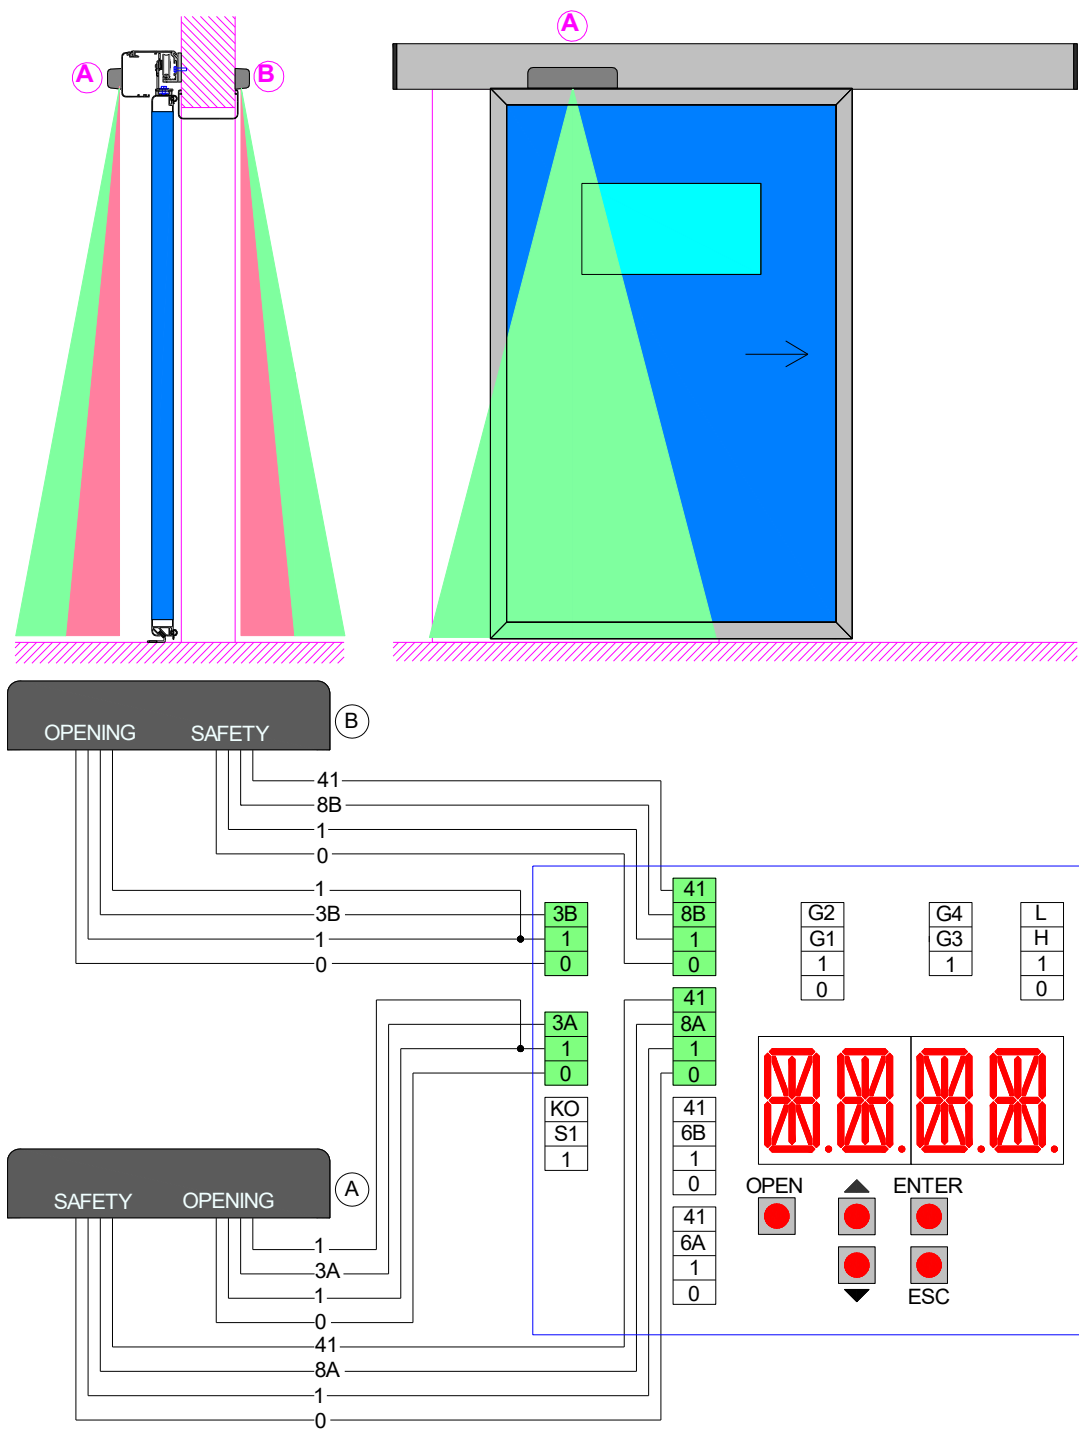 A
A
B
OPENING SAFETY
B
41
8B
1
0
1
3B
1
0
3B
1
0
41
8B
1
0
G2
G1
1
0
G4
G3
1
L
H
1
0
3A
1
0
41
8A
1
0
KO
S1
1
41
6B
1
0
41
6A
1
0
OPEN
ENTER
ESC
SAFETY OPENING
A
1
3A
1
0
41
8A
1
0